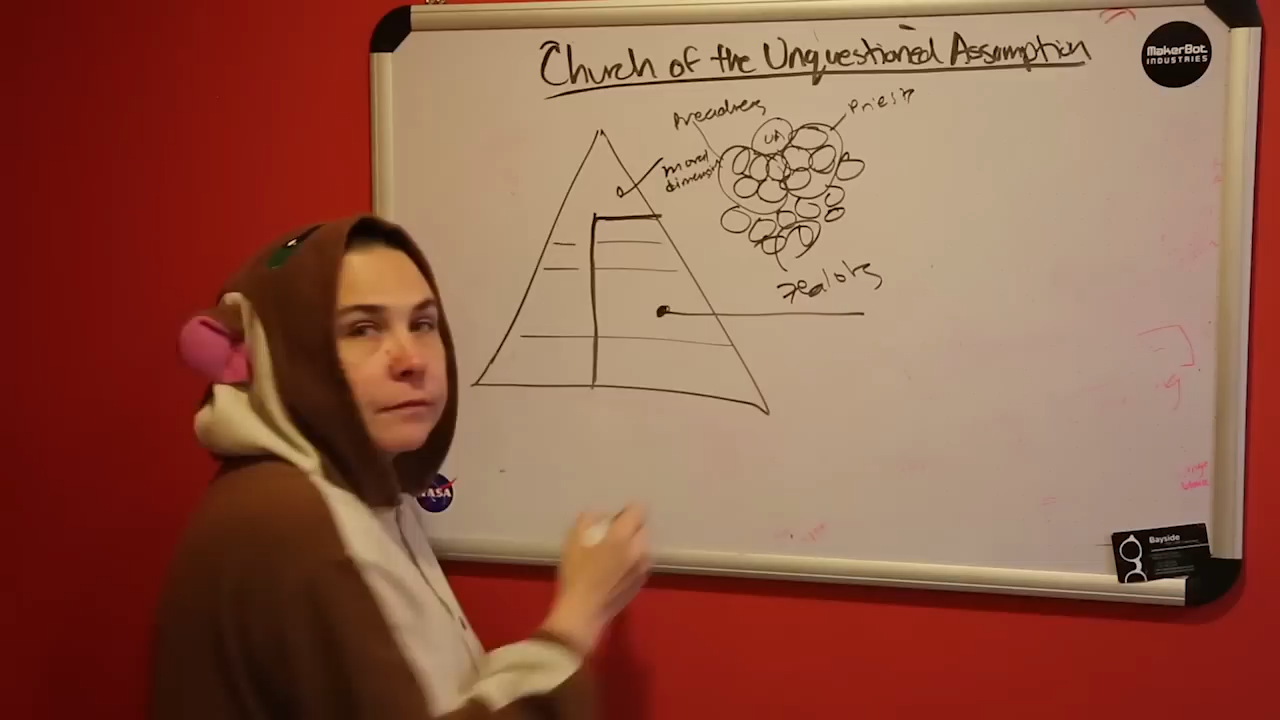 Church of the Unquestioned Assumption
MakerBot
INDUSTRIES
Preachers
Priests
UA
moral
dimension
zealots
NASA
Bayside